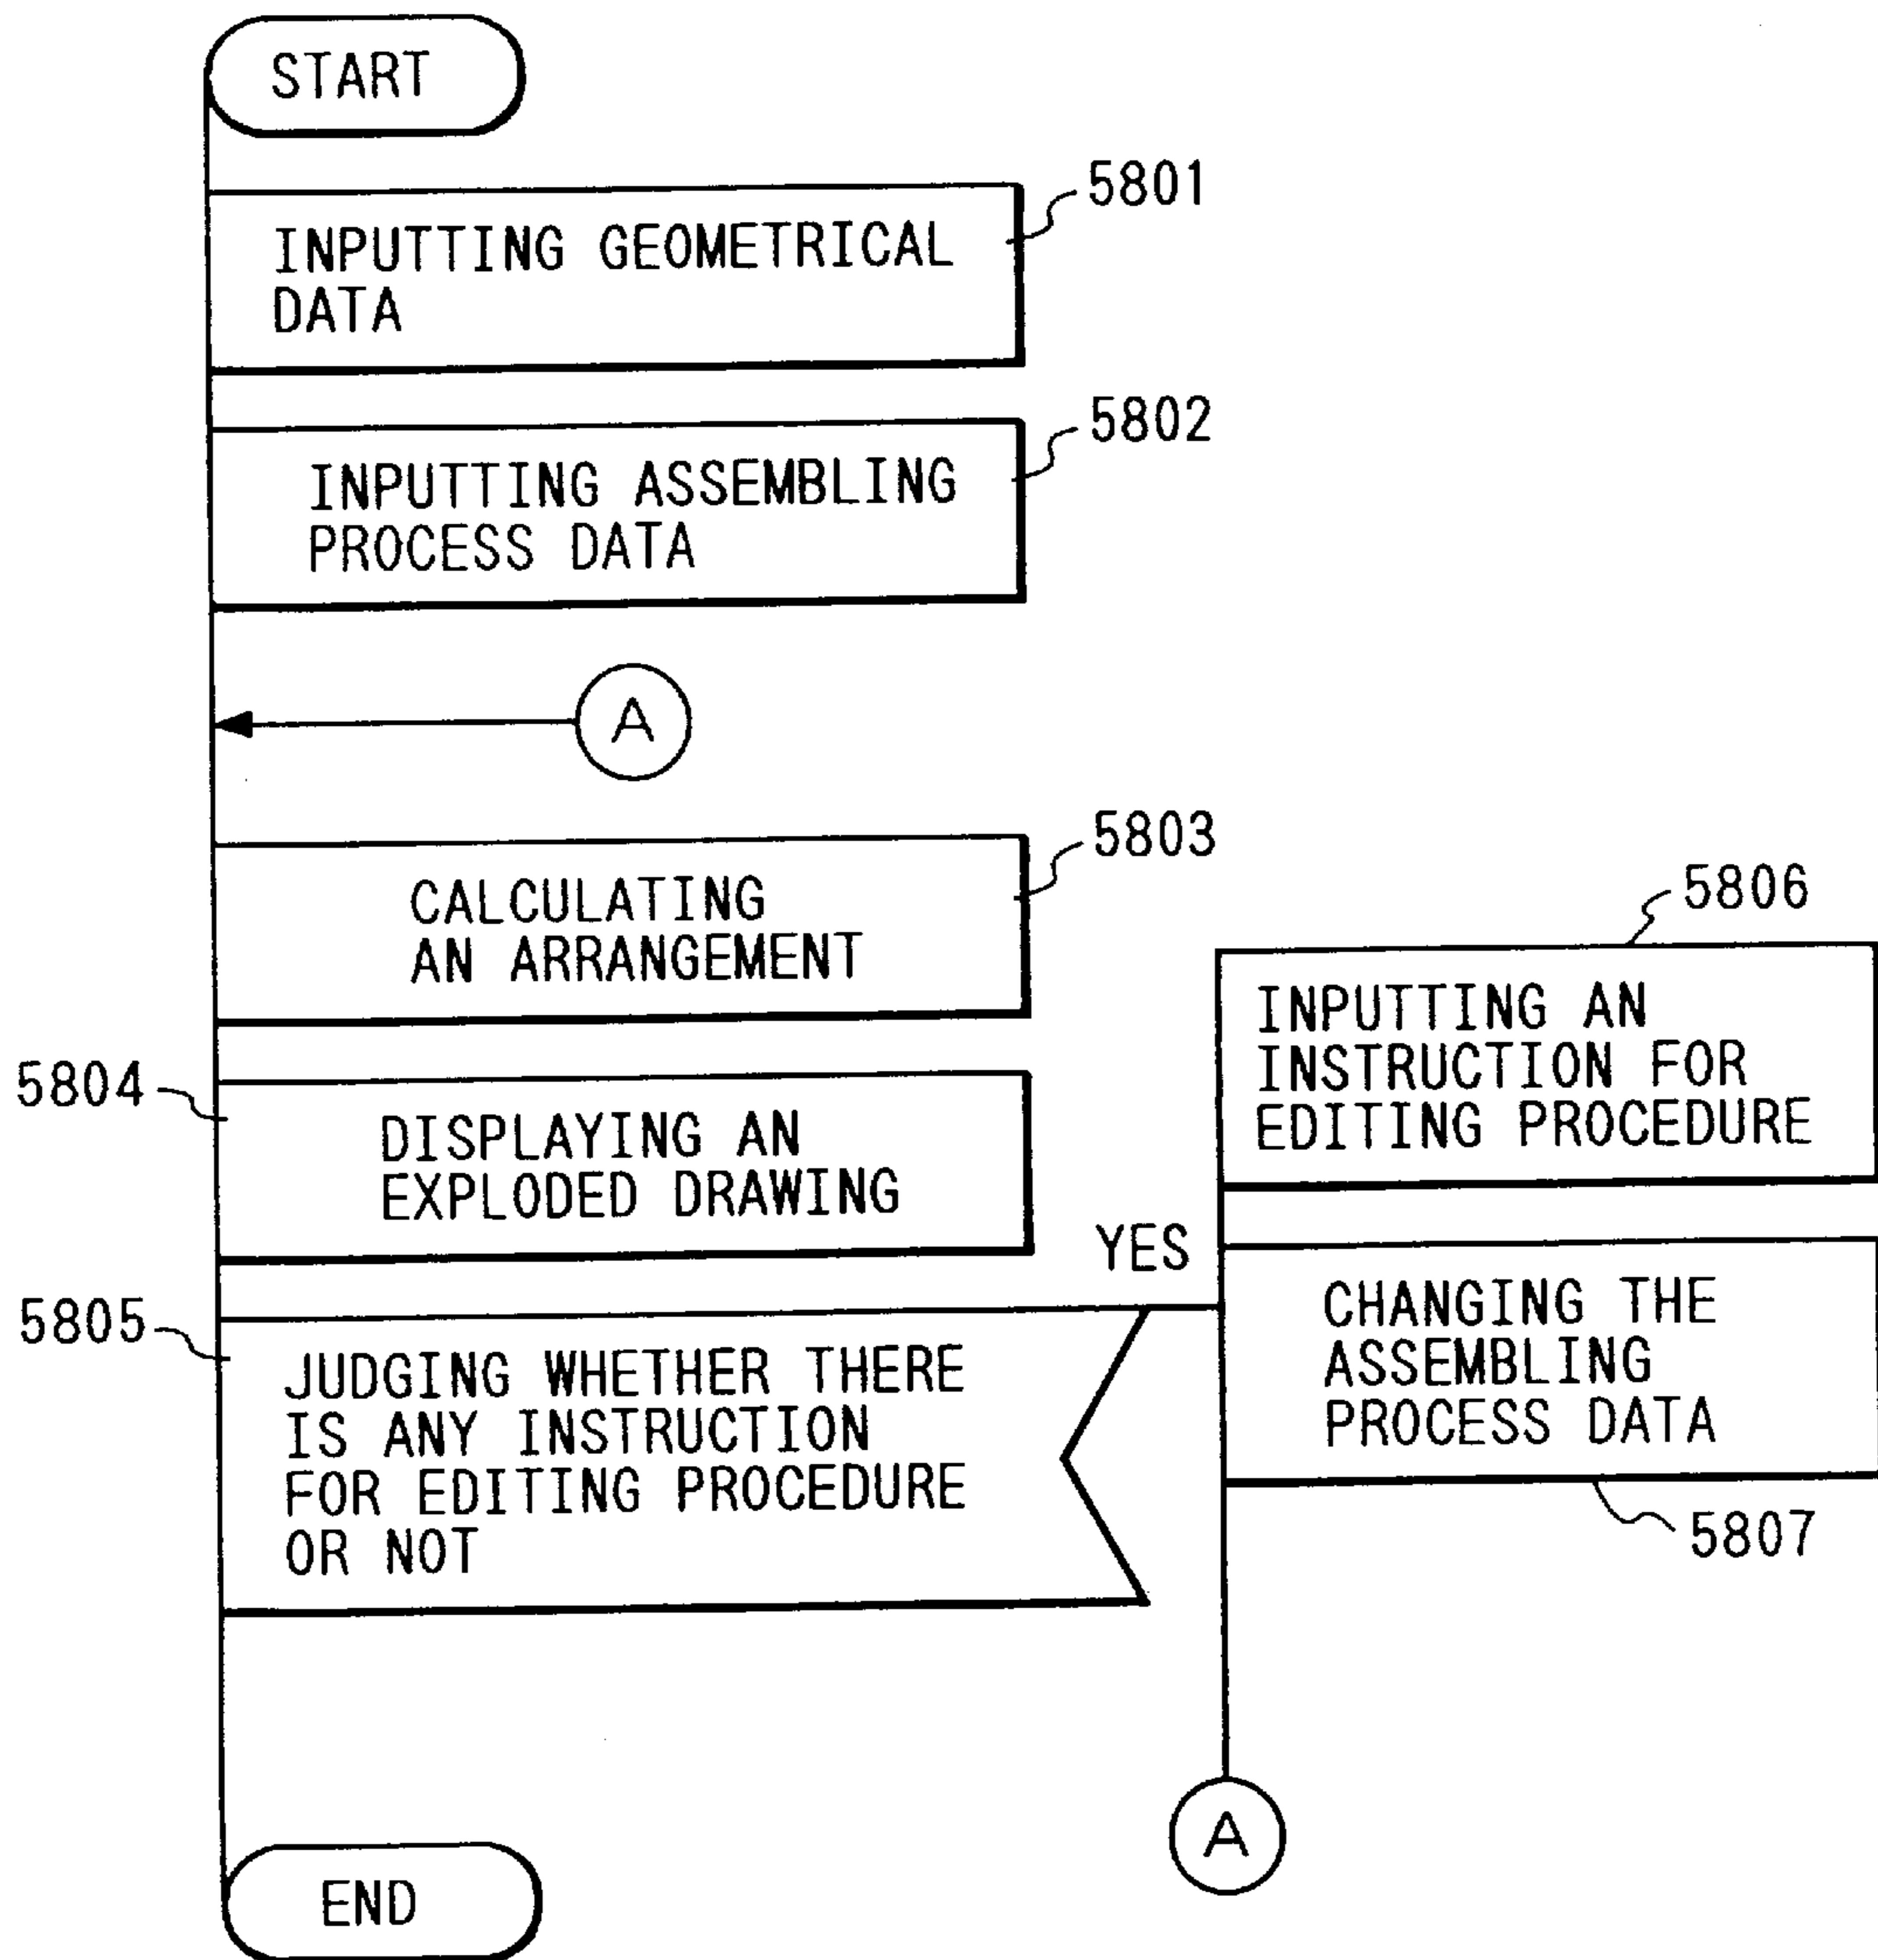 START
5801
INPUTTING GEOMETRICAL
DATA
5802
INPUTTING ASSEMBLING
PROCESS DATA
A
5803
CALCULATING
AN ARRANGEMENT
5804
DISPLAYING AN
EXPLODED DRAWING
5805
JUDGING WHETHER THERE
IS ANY INSTRUCTION
FOR EDITING PROCEDURE
OR NOT
YES
5806
INPUTTING AN
INSTRUCTION FOR
EDITING PROCEDURE
CHANGING THE
ASSEMBLING
PROCESS DATA
5807
A
END